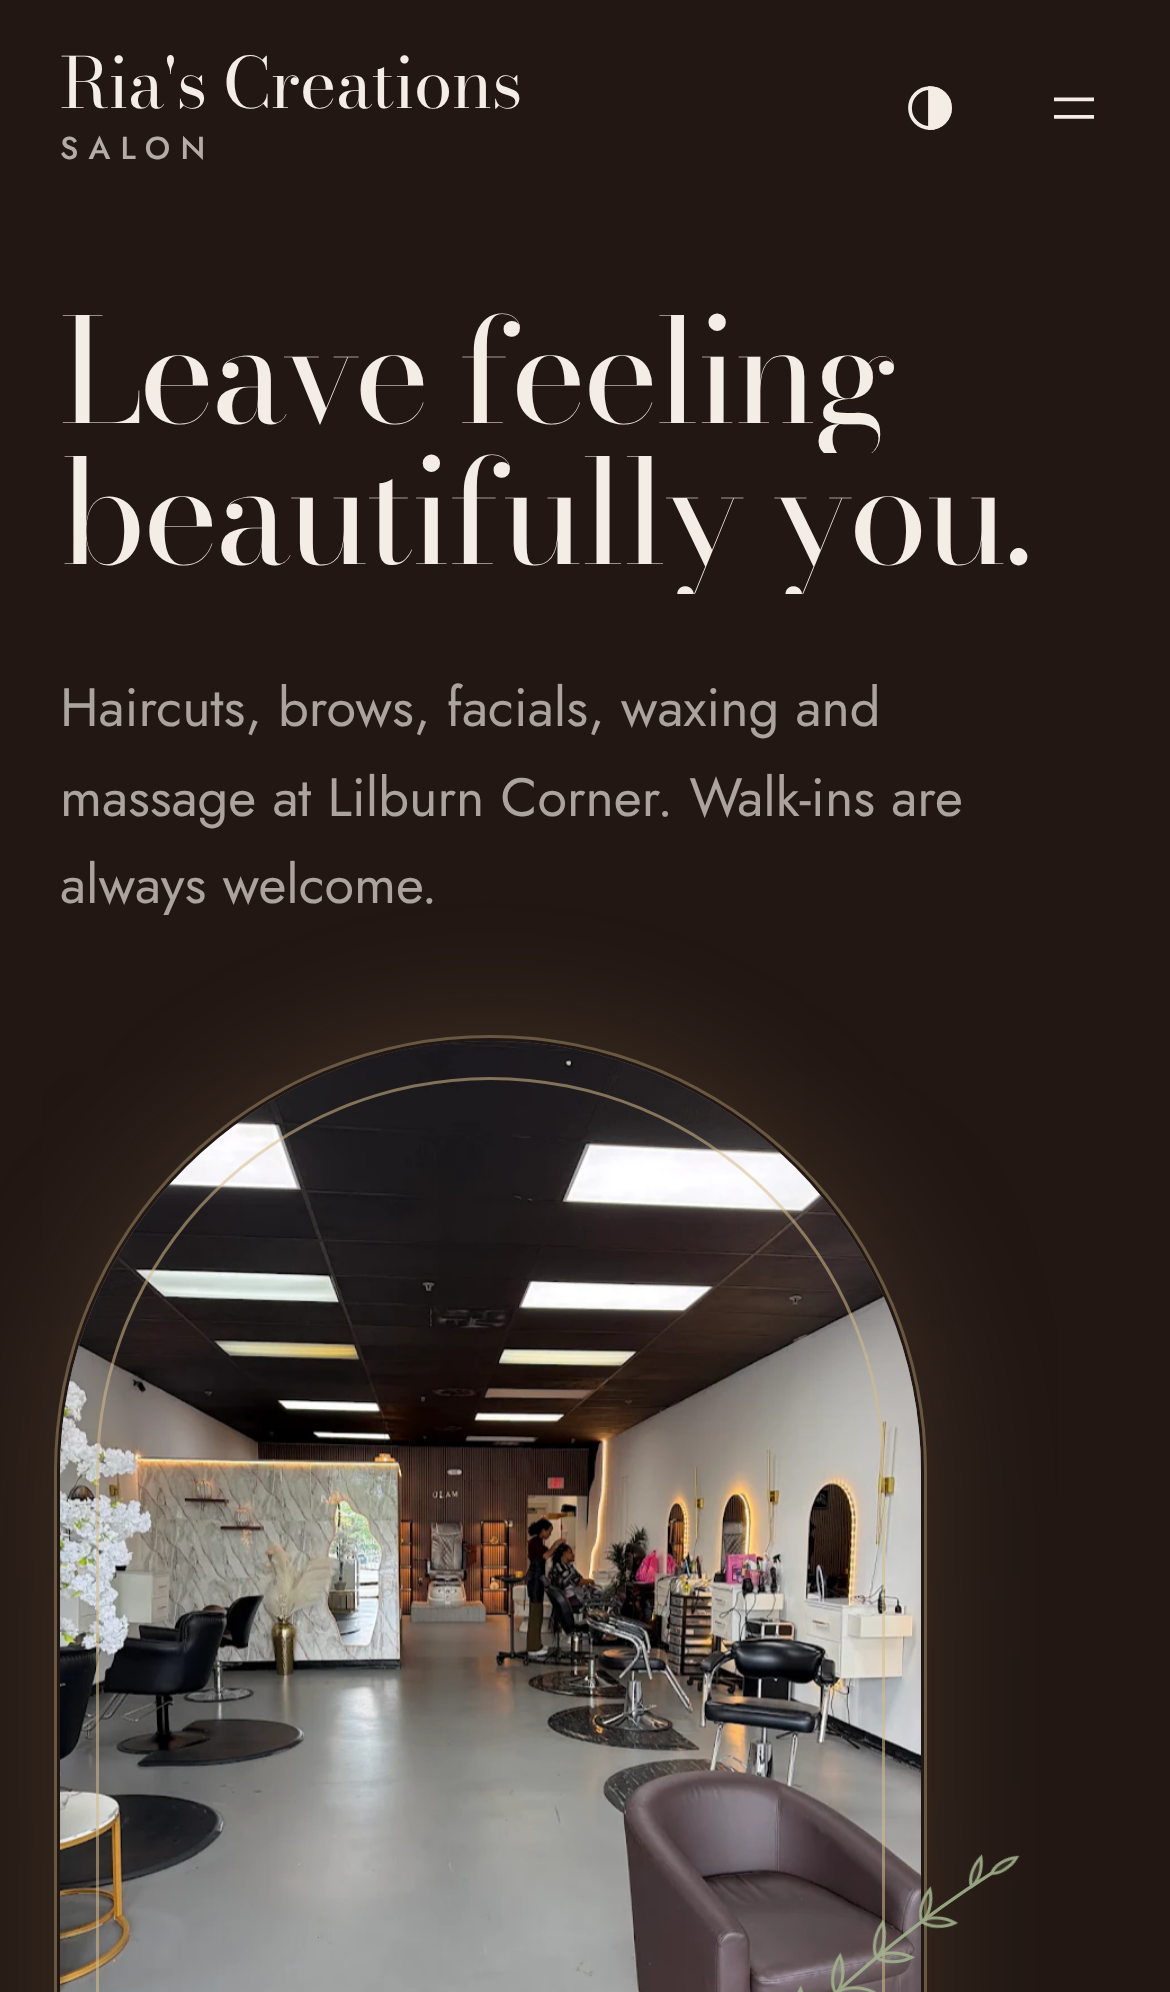 Ria's Creations
SALON
Leave feeling
beautifully you.
Haircuts, brows, facials, waxing and
massage at Lilburn Corner. Walk-ins are
always welcome.
GLAM